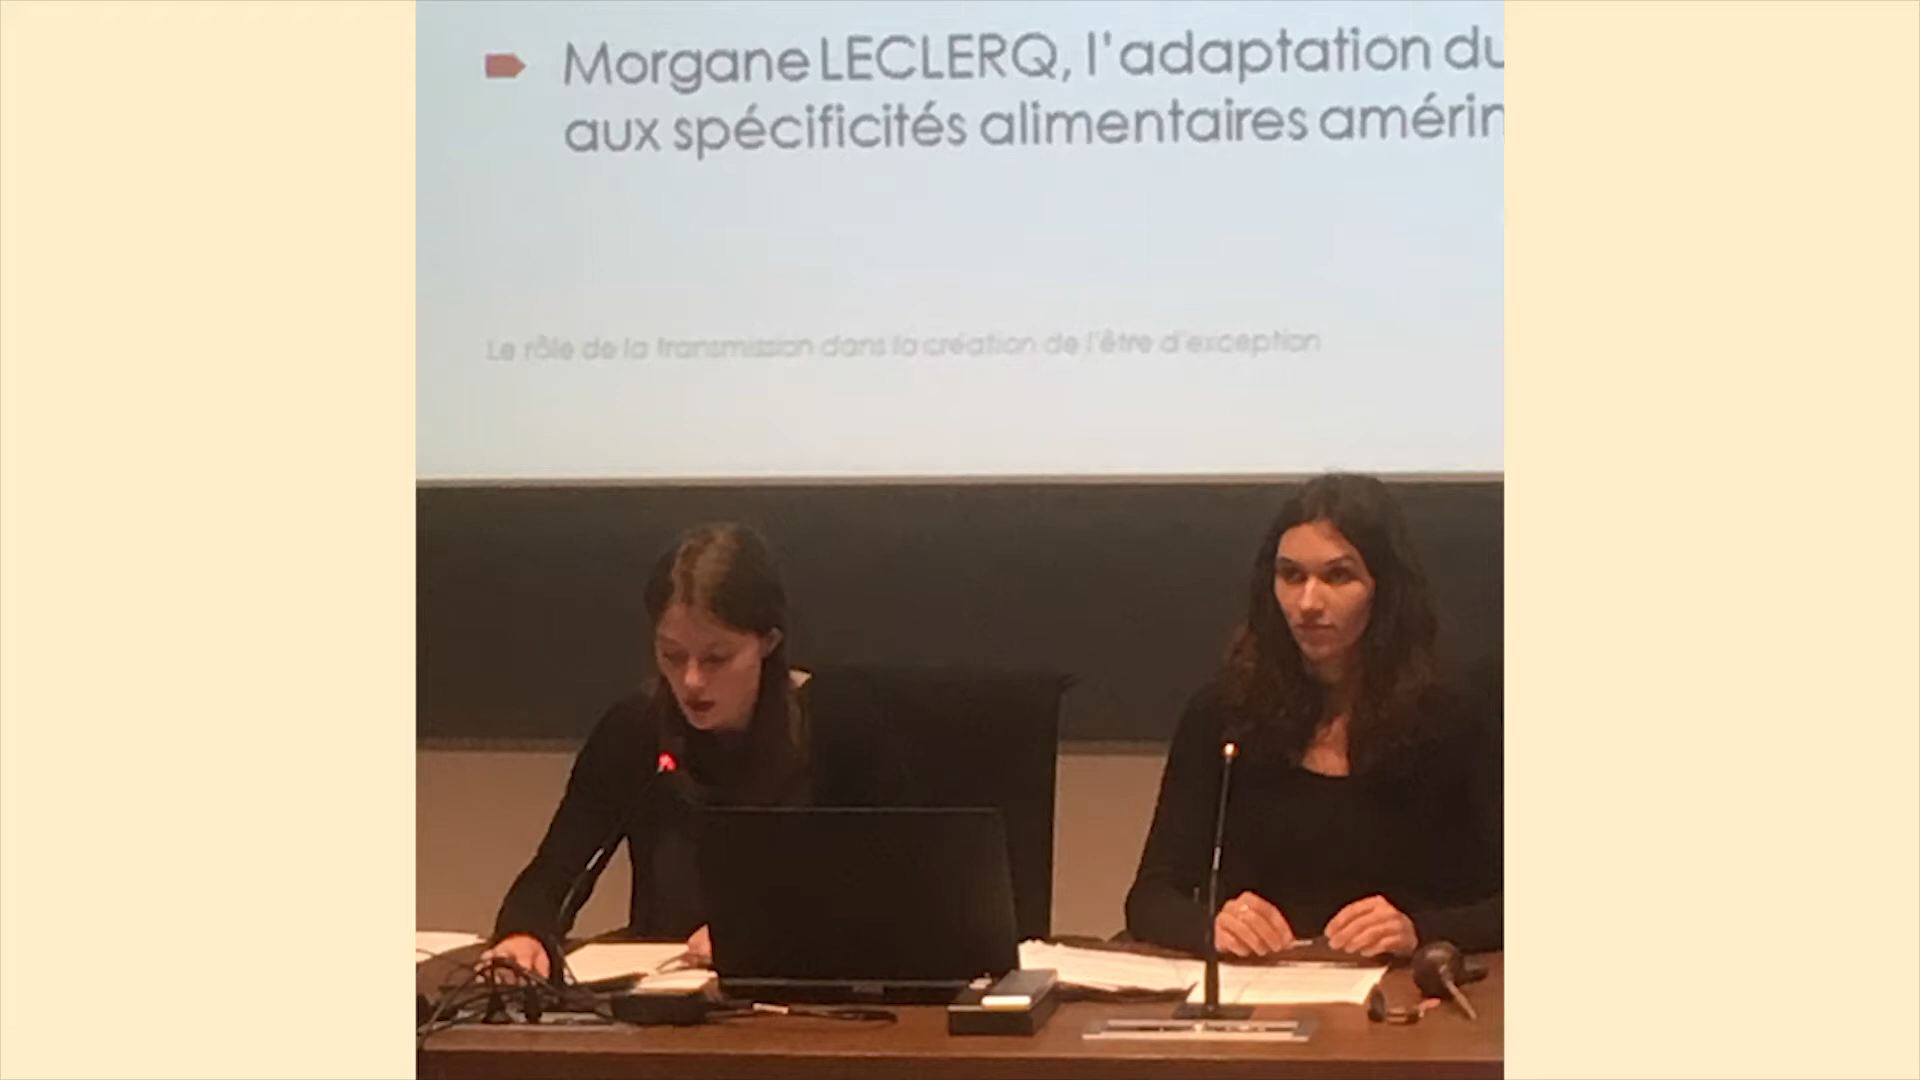 Morgane LECLERQ, l'adaptation du
aux spécificités alimentaires amérin
Le rôle de la transmission dans la création de l'être d'exception